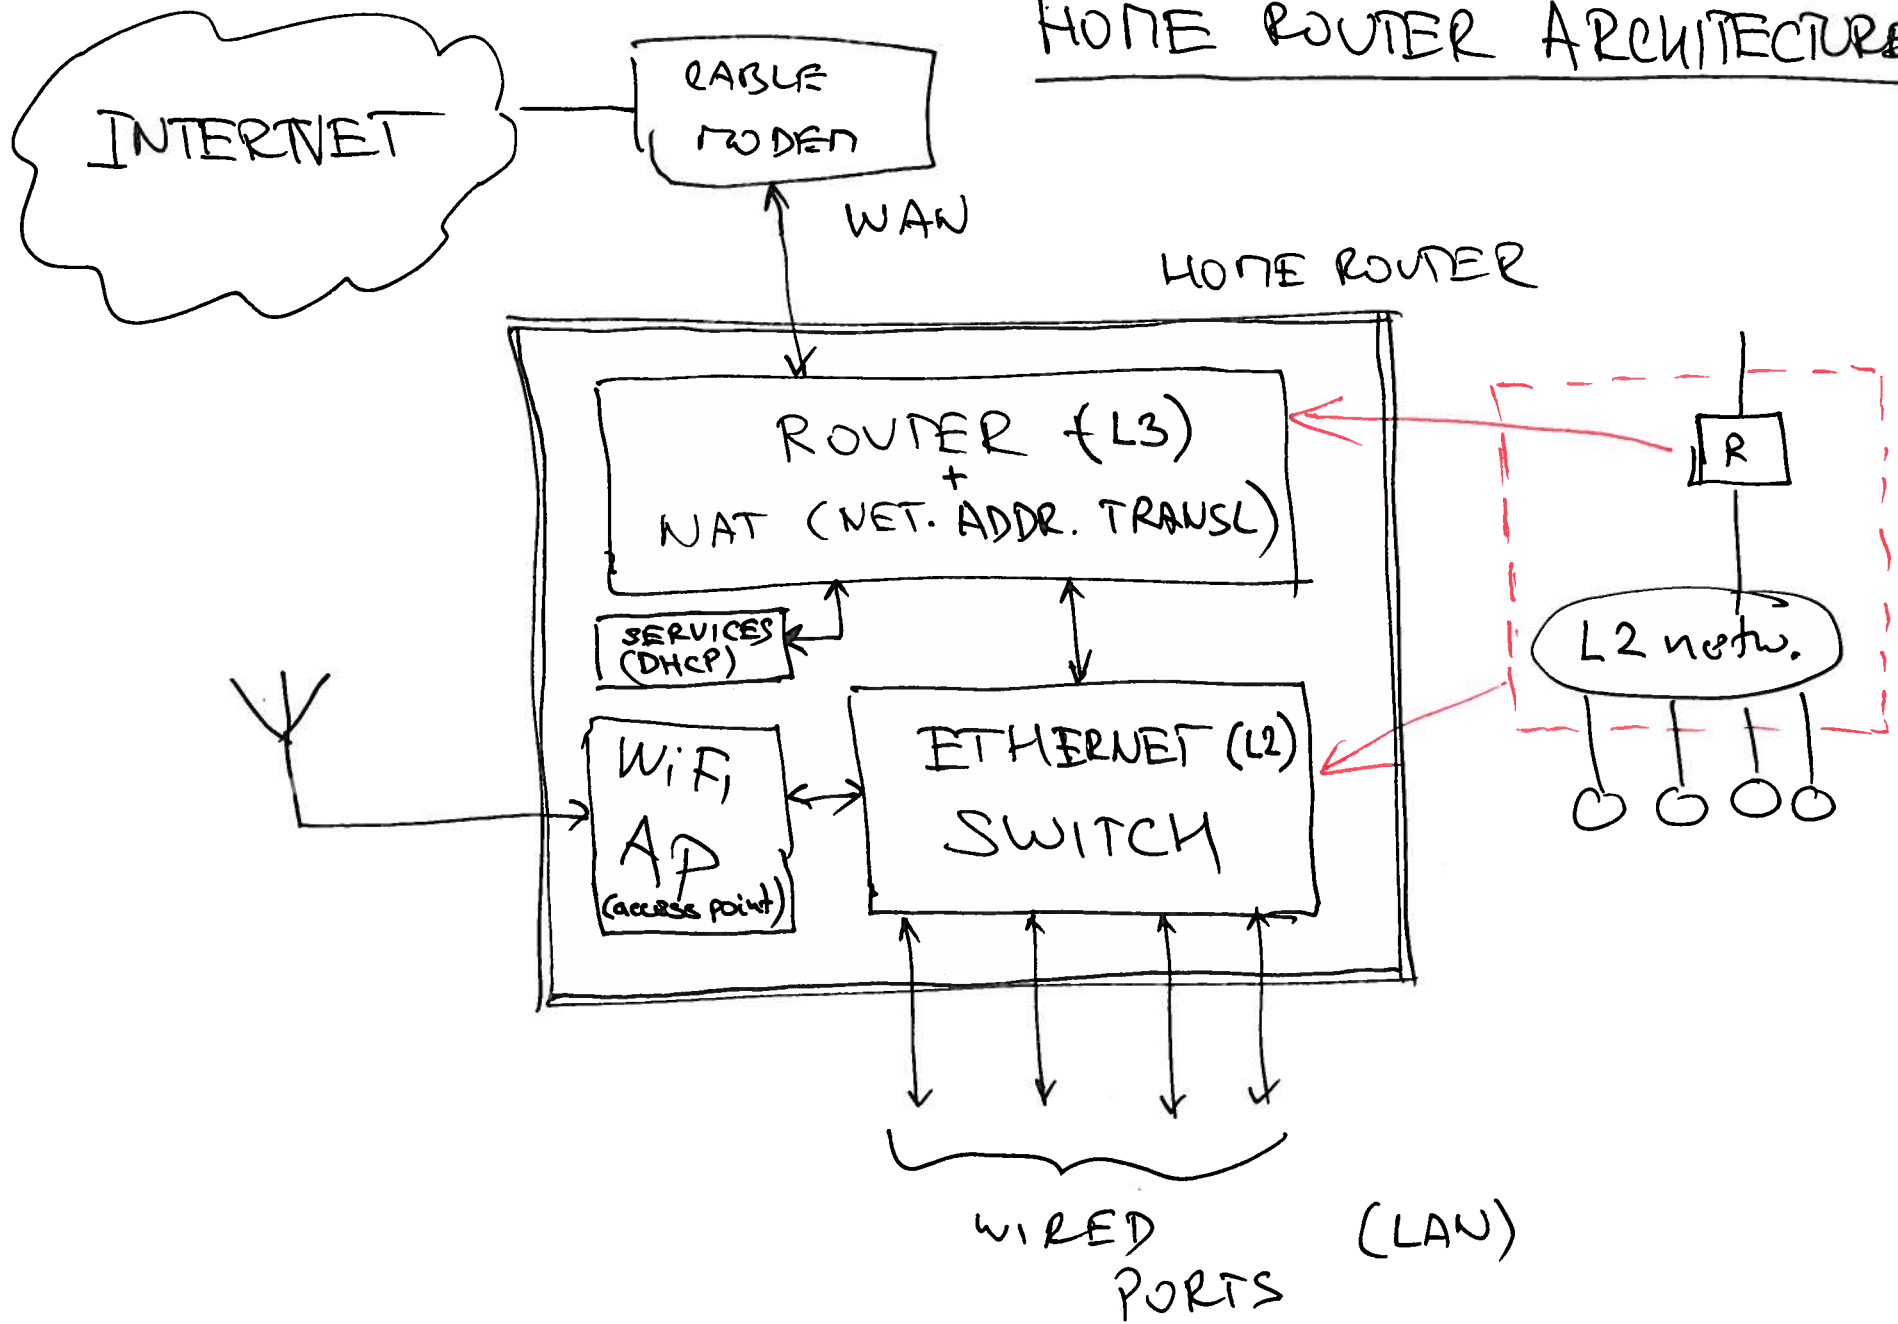 HOME ROUTER ARCHITECTURE
INTERNET
CABLE
MODEM
WAN
HOME ROUTER
ROUTER (L3)
+
NAT (NET. ADDR. TRANSL)
R
SERVICES
(DHCP)
L2 netw.
WiFi
AP
(access point)
ETHERNET (L2)
SWITCH
WIRED (LAN)
PORTS